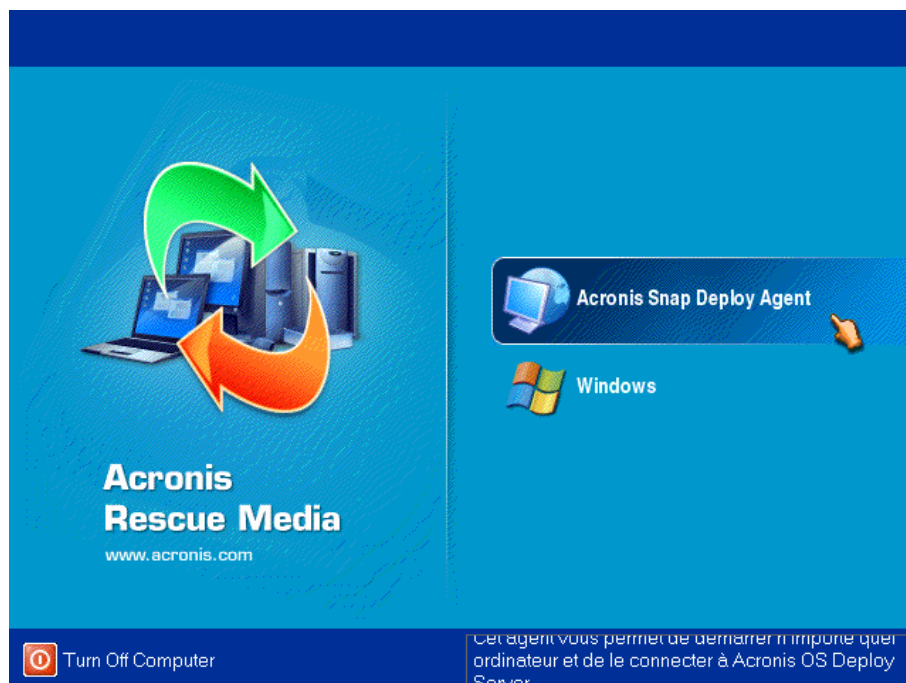 Acronis Snap Deploy Agent
Windows
Acronis
Rescue Media
www.acronis.com
Turn Off Computer
Cet agent vous permet de démarrer n'importe quel
ordinateur et de le connecter à Acronis OS Deploy
Server